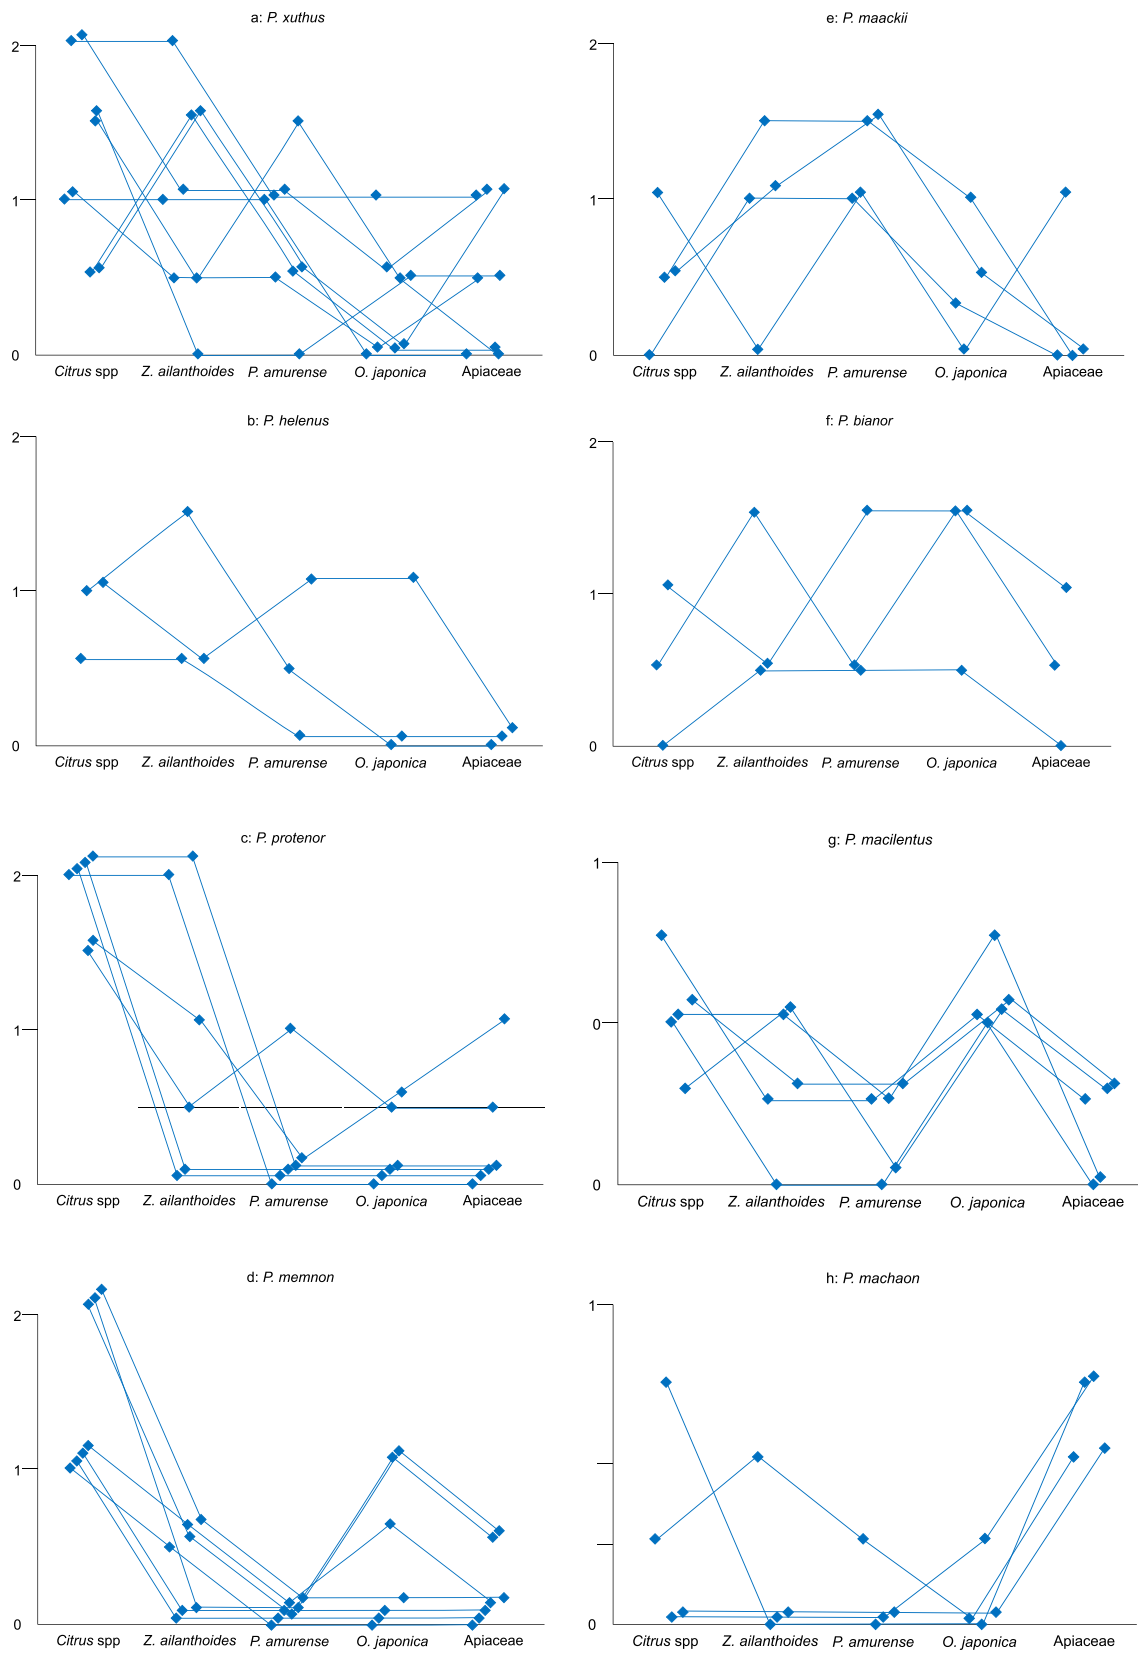 a: P. xuthus
2
1
0
Citrus spp Z. ailanthoides P. amurense O. japonica Apiaceae
e: P. maackii
2
1
0
Citrus spp Z. ailanthoides P. amurense O. japonica Apiaceae
b: P. helenus
2
1
0
Citrus spp Z. ailanthoides P. amurense O. japonica Apiaceae
f: P. bianor
2
1
0
Citrus spp Z. ailanthoides P. amurense O. japonica Apiaceae
c: P. protenor
2
1
0
Citrus spp Z. ailanthoides P. amurense O. japonica Apiaceae
g: P. macilentus
1
0
0
Citrus spp Z. ailanthoides P. amurense O. japonica Apiaceae
d: P. memnon
2
1
0
Citrus spp Z. ailanthoides P. amurense O. japonica Apiaceae
h: P. machaon
1
0
Citrus spp Z. ailanthoides P. amurense O. japonica Apiaceae